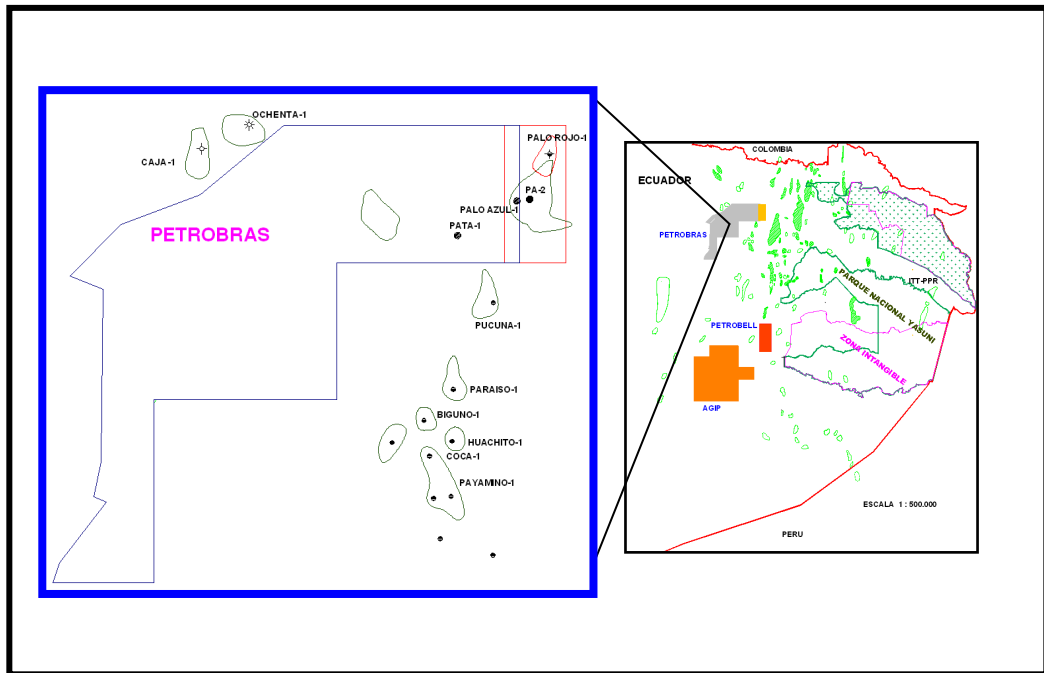 OCHENTA-1
CAJA-1
PALO ROJO-1
PETROBRAS
PA-2
PALO AZUL-1
PATA-1
PUCUNA-1
PARAISO-1
BIGUNO-1
HUACHITO-1
COCA-1
PAYAMINO-1
COLOMBIA
ECUADOR
PETROBRAS
ITT-PPR
PARQUE NACIONAL YASUNI
PETROBELL
ZONA INTANGIBLE
AGIP
ESCALA 1 : 500.000
PERU